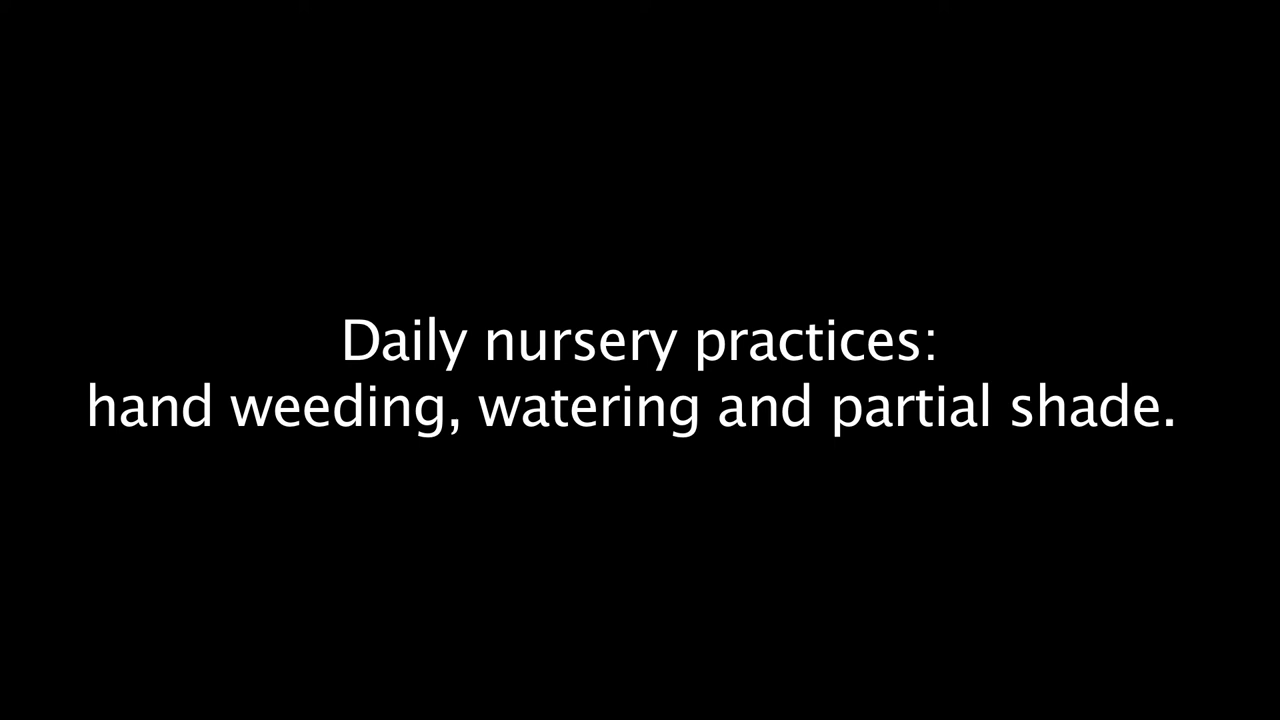 Daily nursery practices:
hand weeding, watering and partial shade.